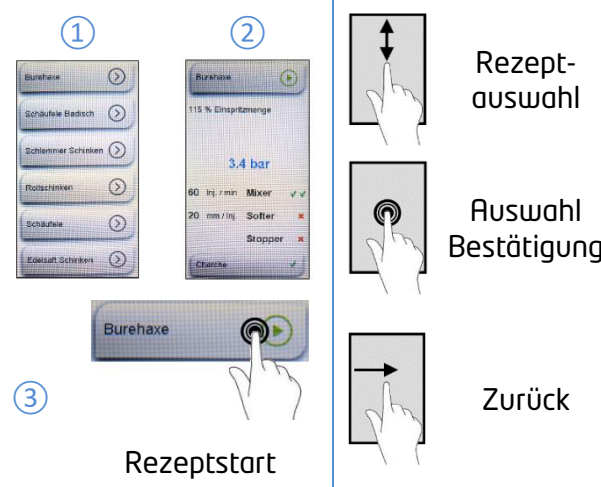 1
2
Burehaxe
Schäufele Badisch
Schlemmer Schinken
Rollschinken
Schäufele
Edelsaft Schinken
Burehaxe
115 % Einspritzmenge
3.4 bar
60 Inj. / min Mixer ✓ ✓
20 mm / Inj. Softer ×
Stopper ×
Charche ✓
Burehaxe
3
Rezeptstart
Rezept-
auswahl
Auswahl
Bestätigung
Zurück